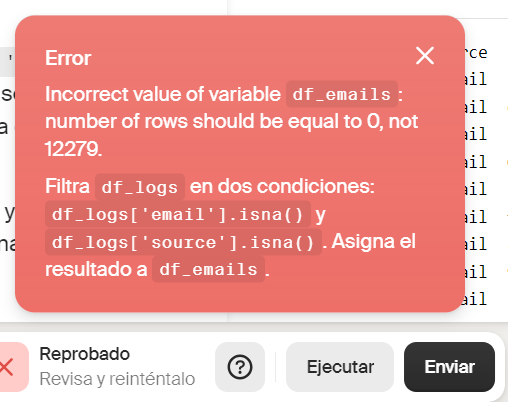 Error
Incorrect value of variable df_emails:
number of rows should be equal to 0, not
12279.
Filtra df_logs en dos condiciones:
df_logs['email'].isna() y
df_logs['source'].isna(). Asigna el
resultado a df_emails.
Reprobado
Revisa y reinténtalo
?
Ejecutar
Enviar